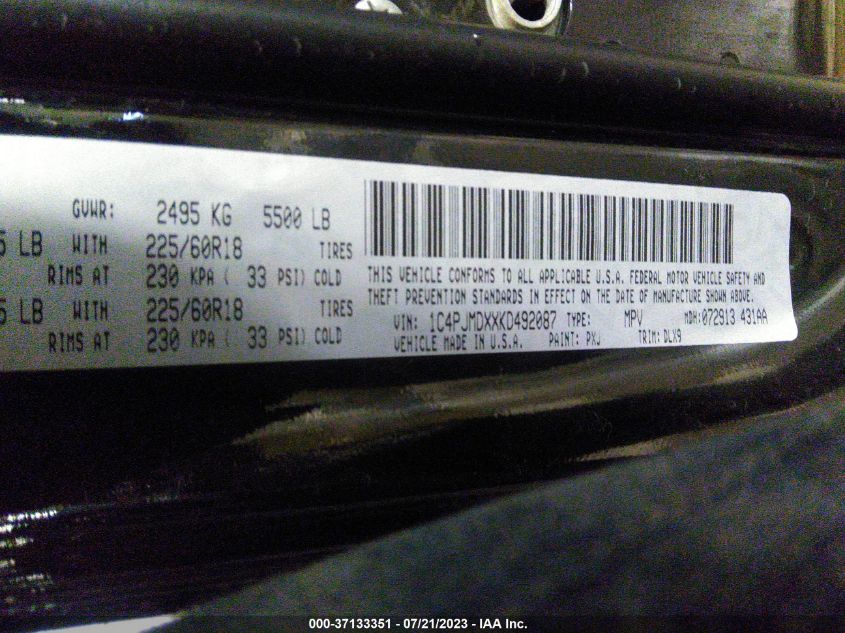 GVWR: 2495 KG 5500 LB
5 LB WITH 225/60R18 TIRES
RIMS AT 230 KPA ( 33 PSI) COLD
5 LB WITH 225/60R18 TIRES
RIMS AT 230 KPA ( 33 PSI) COLD
THIS VEHICLE CONFORMS TO ALL APPLICABLE U.S.A. FEDERAL MOTOR VEHICLE SAFETY AND
THEFT PREVENTION STANDARDS IN EFFECT ON THE DATE OF MANUFACTURE SHOWN ABOVE.
VIN: 1C4PJMDXXKD492087 TYPE: MPV MDH: 072913 431AA
VEHICLE MADE IN U.S.A. PAINT: PXJ TRIM: DLX9
000-37133351 - 07/21/2023 - IAA Inc.